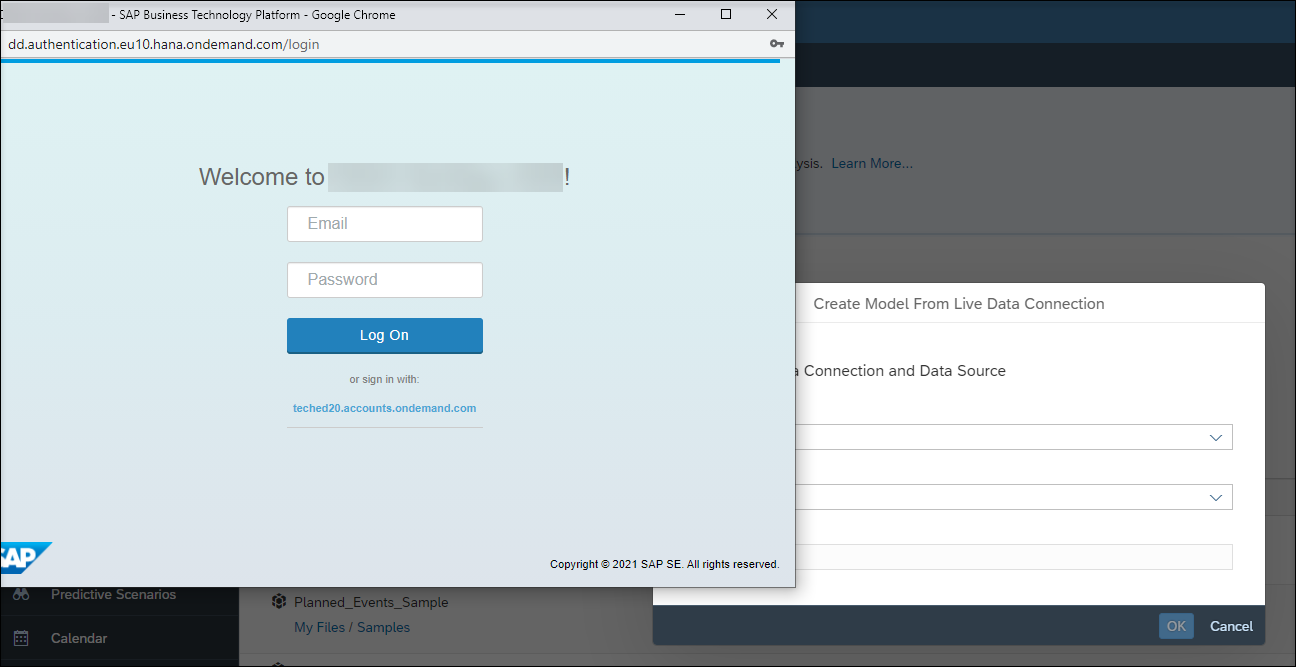 - SAP Business Technology Platform - Google Chrome
dd.authentication.eu10.hana.ondemand.com/login
Welcome to !
Email
Password
Log On
or sign in with:
teched20.accounts.ondemand.com
SAP
Copyright © 2021 SAP SE. All rights reserved.
ysis. Learn More...
Create Model From Live Data Connection
a Connection and Data Source
OK
Cancel
Predictive Scenarios
Calendar
Planned_Events_Sample
My Files / Samples